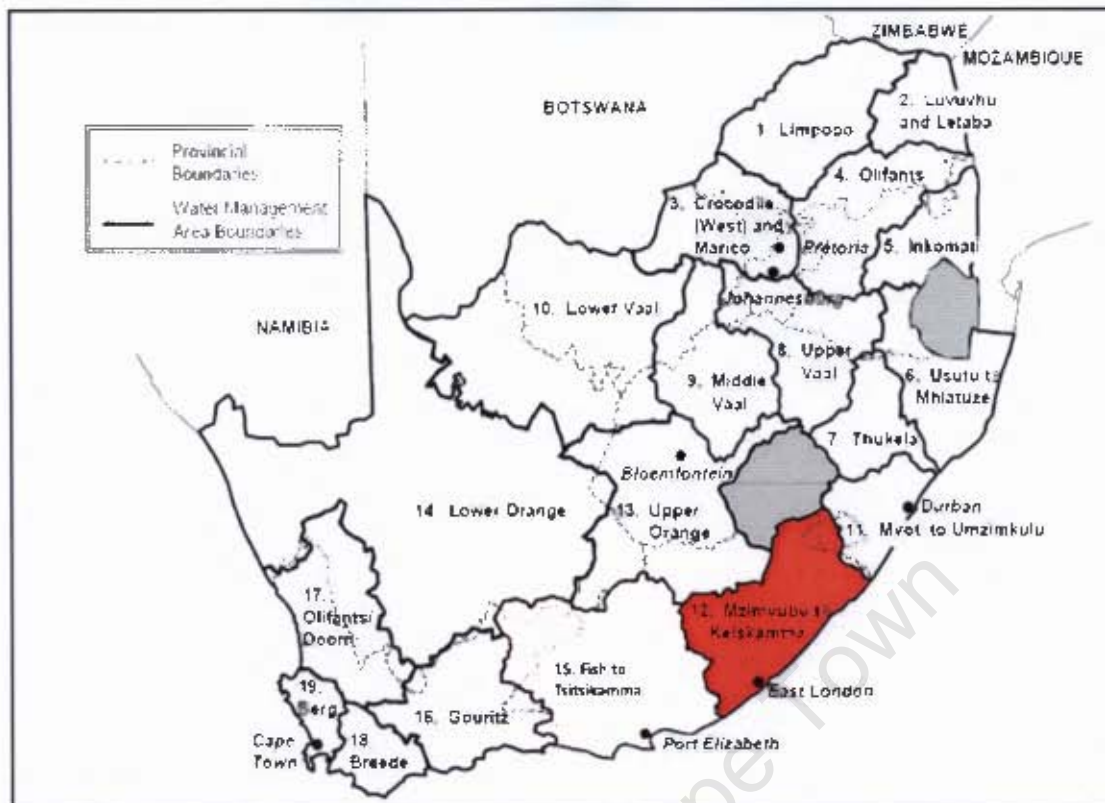 ZIMBABWE
MOZAMBIQUE
BOTSWANA
2. Luvuvhu
and Letaba
1. Limpopo
Provincial
Boundaries
Water Management
Area Boundaries
4. Olifants
3. Crocodile
(West) and
Marico
Pretoria
5. Inkomati
Johannesburg
10. Lower Vaal
NAMIBIA
8. Upper
Vaal
9. Middle
Vaal
6. Usutu to
Mhlatuze
7. Thukela
Bloemfontein
Durban
14. Lower Orange
13. Upper
Orange
11.
Mvoti to Umzimkulu
17.
Olifants/
Doorn
12. Mzimvubu to
Keiskamma
15. Fish to
Tsitsikamma
East London
19.
Berg
16. Gouritz
Cape
Town
18.
Breede
Port Elizabeth
pe Town